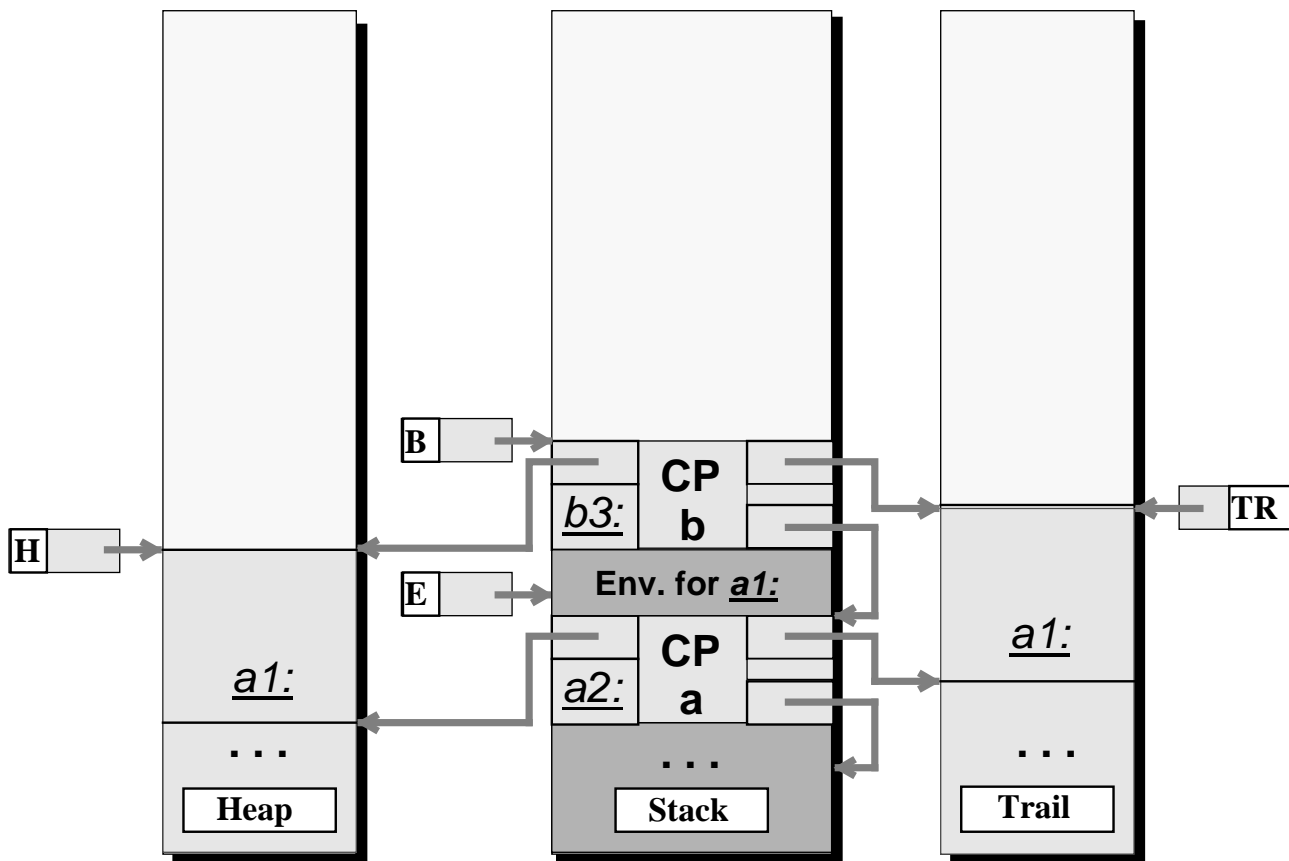 B
CP
b3:
b
TR
H
E
Env. for a1:
CP
a1:
a1:
a2:
a
. . .
. . .
. . .
Heap
Stack
Trail